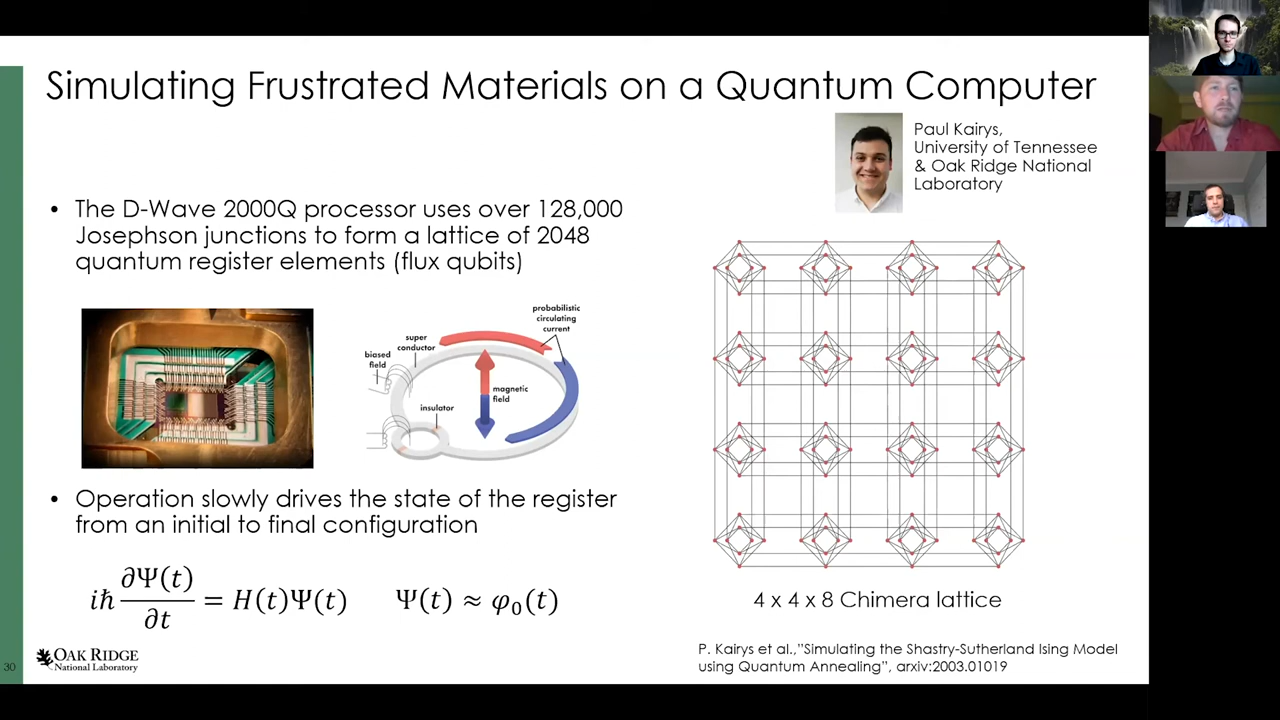 Simulating Frustrated Materials on a Quantum Computer
Paul Kairys,
University of Tennessee
& Oak Ridge National
Laboratory
• The D-Wave 2000Q processor uses over 128,000
Josephson junctions to form a lattice of 2048
quantum register elements (flux qubits)
probabilistic
circulating
current
super
conductor
biased
field
magnetic
field
insulator
• Operation slowly drives the state of the register
from an initial to final configuration
iħ ∂Ψ(t)/∂t = H(t)Ψ(t)
Ψ(t) ≈ φ₀(t)
4 x 4 x 8 Chimera lattice
P. Kairys et al.,"Simulating the Shastry-Sutherland Ising Model
using Quantum Annealing", arxiv:2003.01019
30
OAK RIDGE
National Laboratory